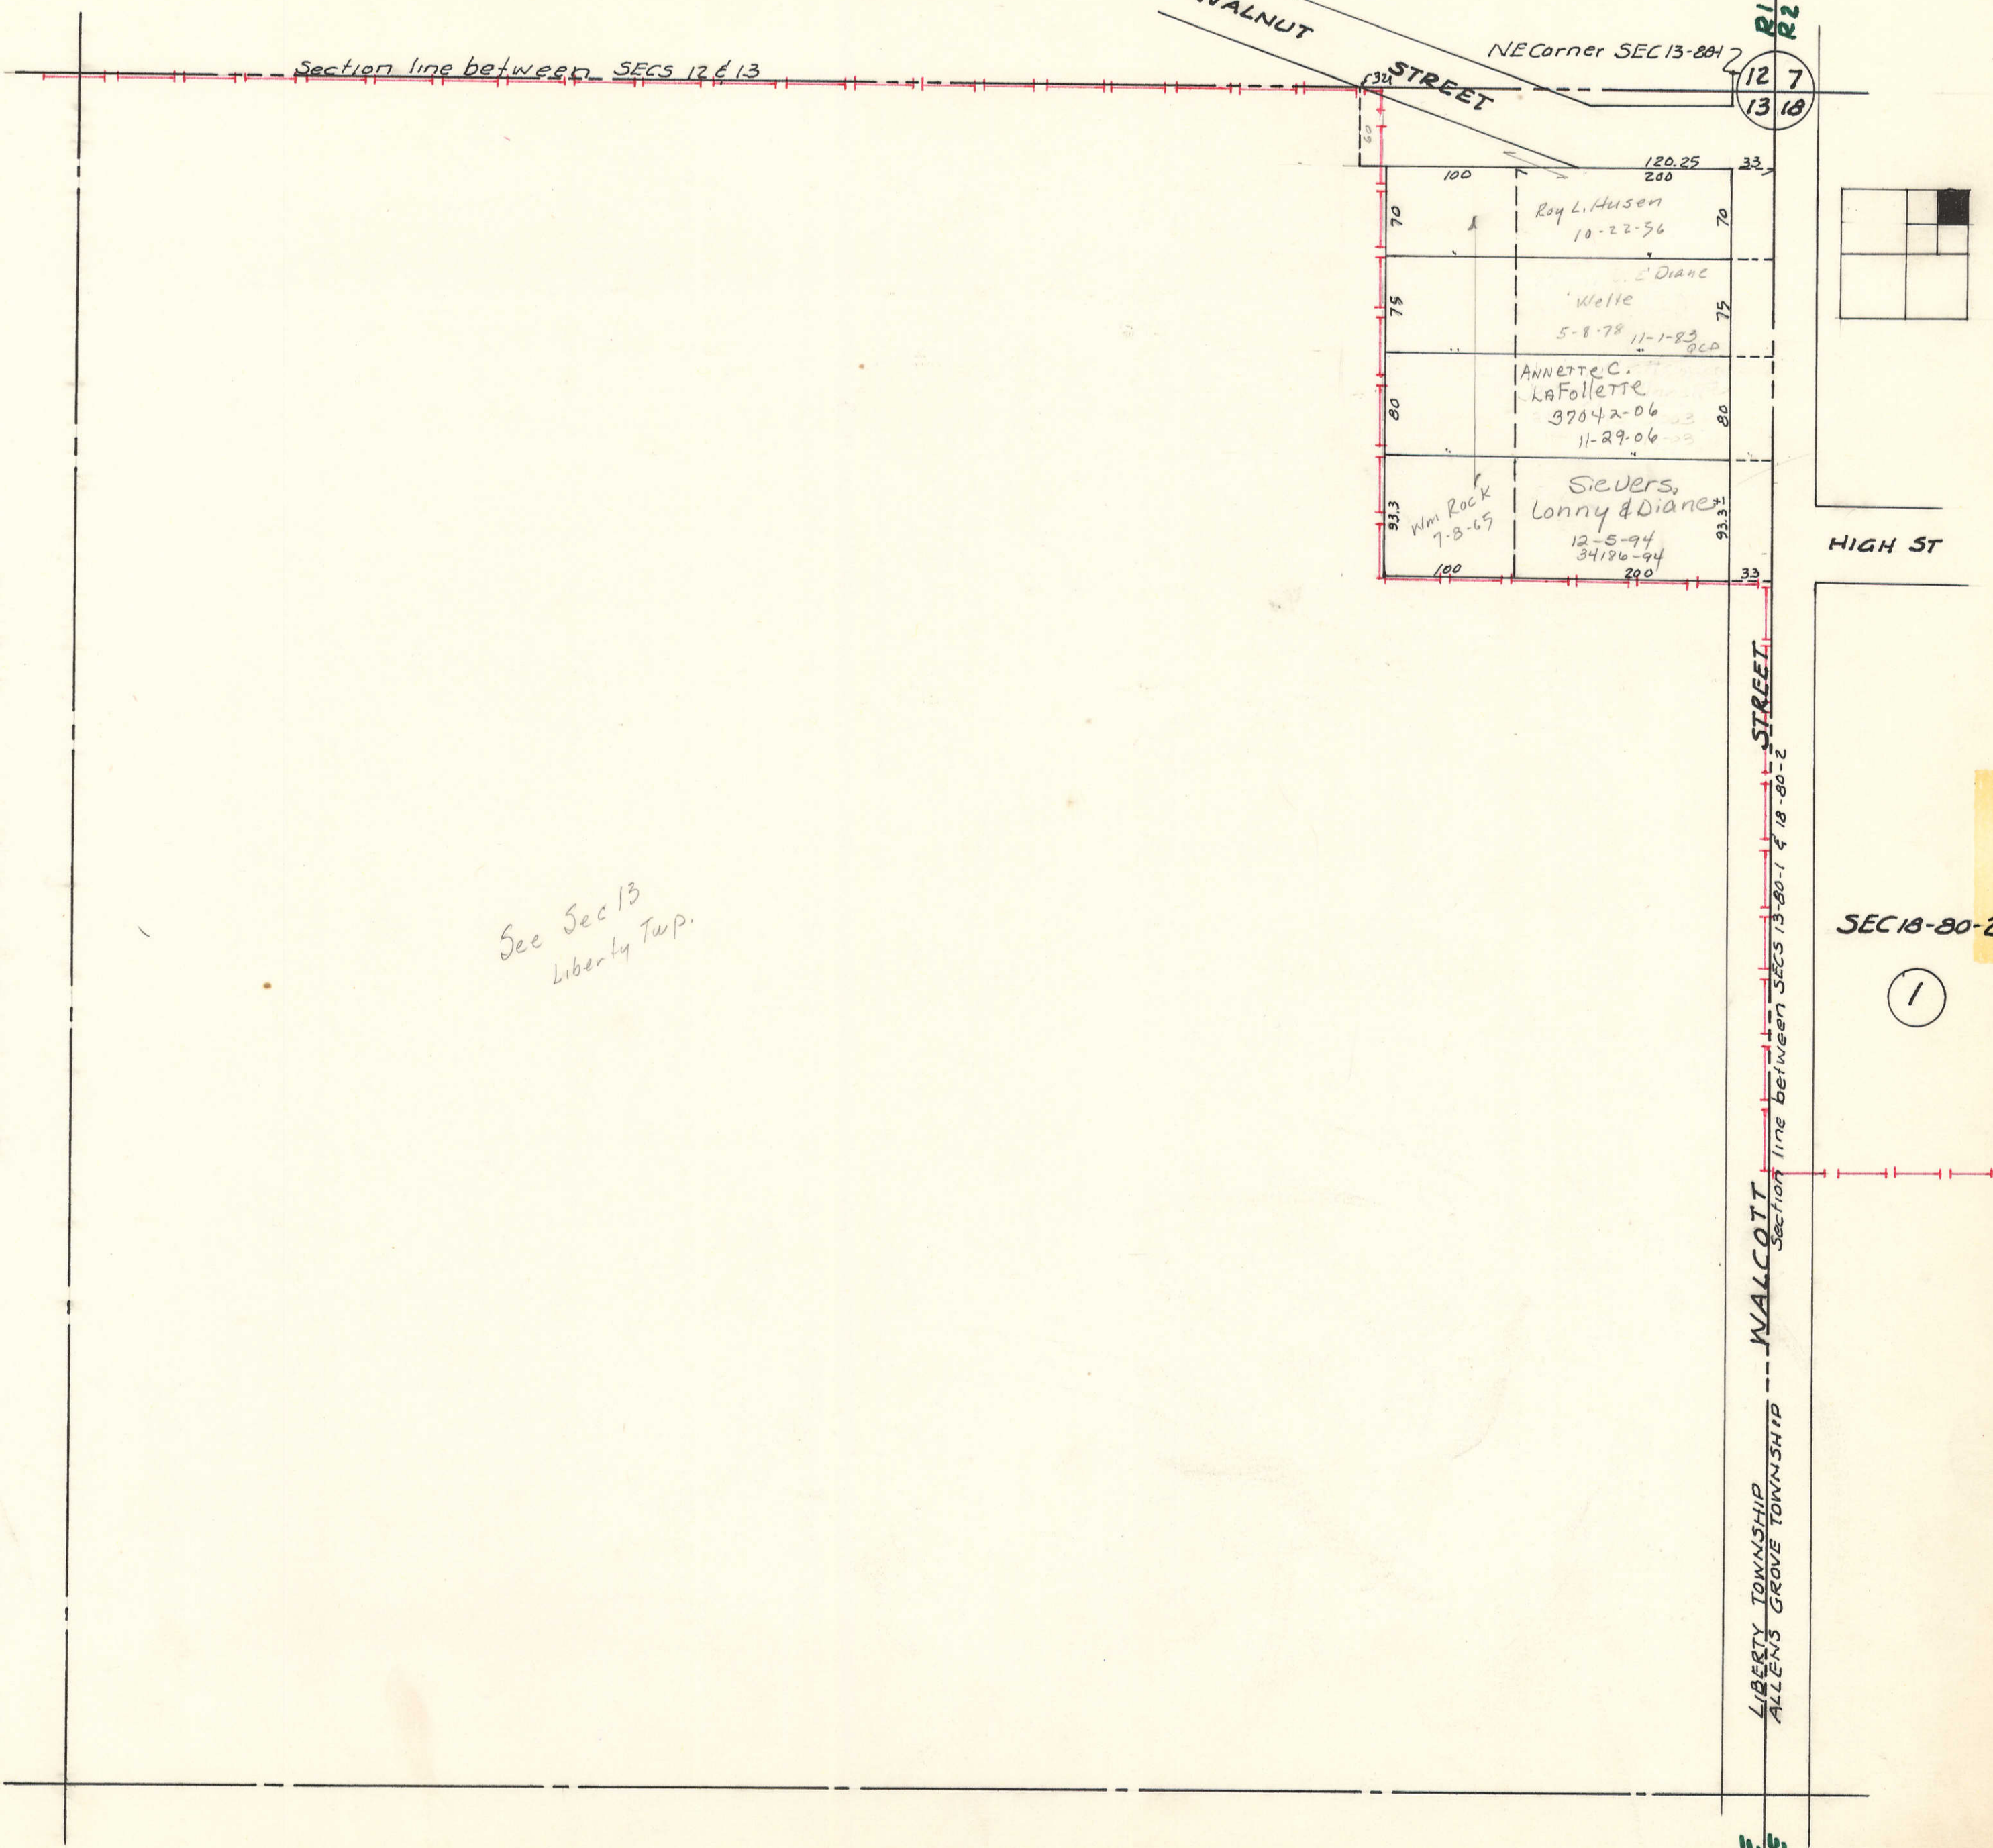 WALNUT
STREET
R1
R2
NE Corner SEC 13-80-1
12 7
13 18
Section line between SECS 12 & 13
32
60
120.25
33
100
200
70
Roy L. Husen
10-22-56
70
& Diane
75
Welte
75
5-8-78 11-1-83
QCD
Annette C.
LaFollette
80
37042-06
80
11-29-06
Sievers,
Lonny & Diane
93.3
Wm Rock
7-8-65
93.3±
12-5-94
34186-94
100
200
33
HIGH ST
STREET
WALCOTT
Section line between SECS 13-80-1 & 18-80-2
See Sec 13
Liberty Twp.
SEC 18-80-2
1
LIBERTY TOWNSHIP
ALLENS GROVE TOWNSHIP